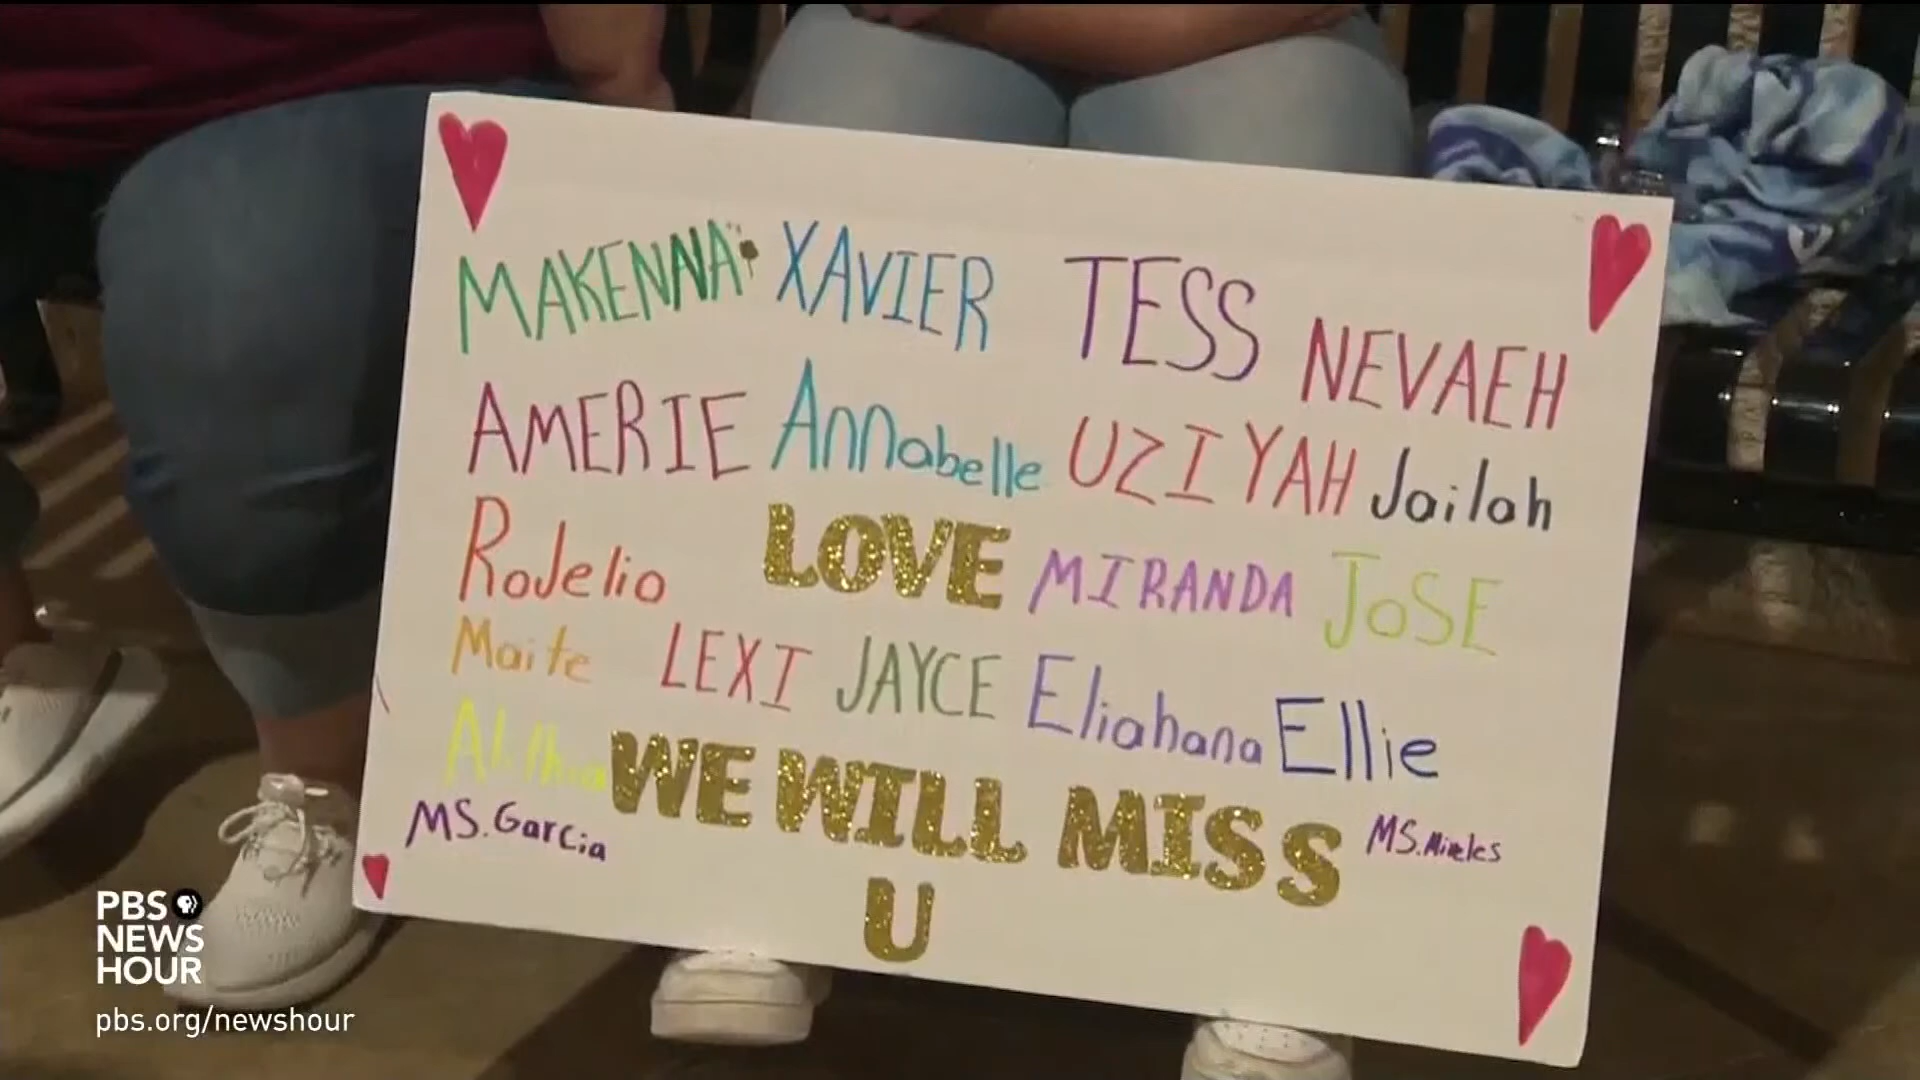 MAKENNA XAVIER TESS NEVAEH
AMERIE Annabelle UZIYAH Jailah
RoJelio LOVE MIRANDA JoSE
Maite LEXI JAYCE Eliahana Ellie
WE WILL MISS
MS. Garcia MS. Mireles
U
PBS
NEWS
HOUR
pbs.org/newshour